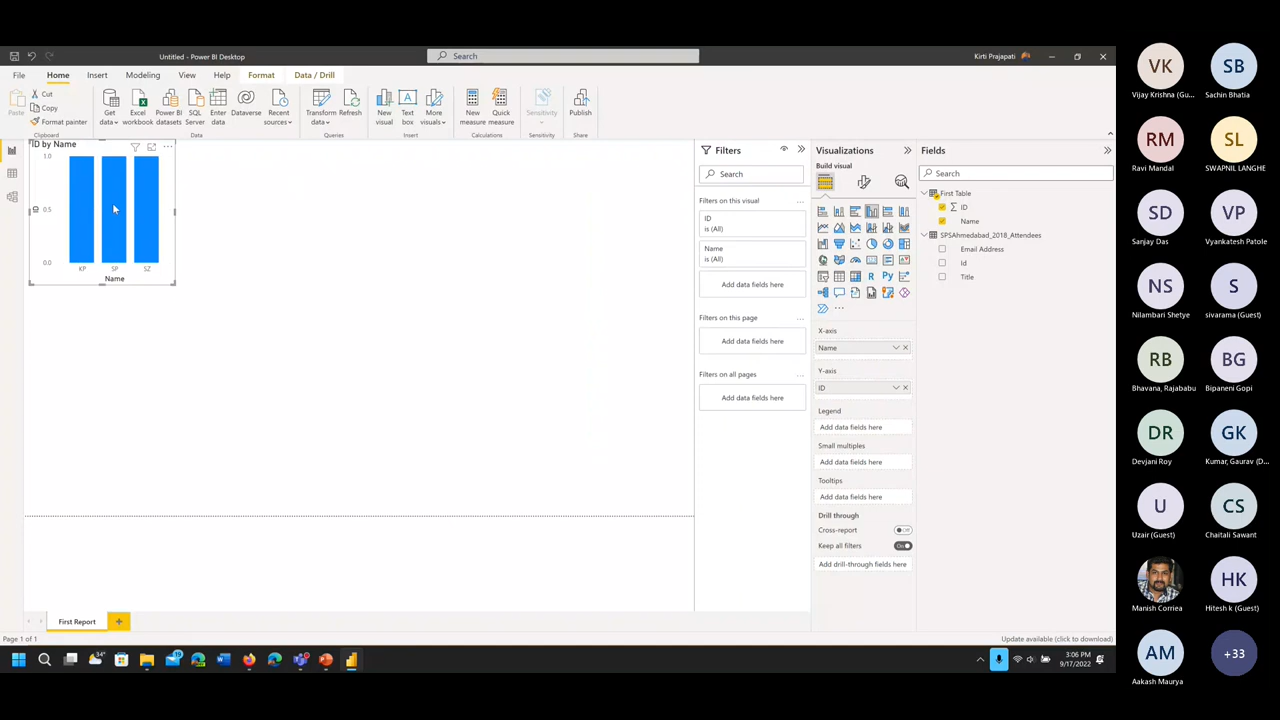 Untitled - Power BI Desktop
Search
Kirti Prajapati
File Home Insert Modeling View Help Format Data / Drill
Paste
Cut
Copy
Format painter
Get data
Excel workbook
Power BI datasets
SQL Server
Enter data
Dataverse
Recent sources
Transform data
Refresh
New visual
Text box
More visuals
New measure
Quick measure
Sensitivity
Publish
Clipboard
Data
Queries
Insert
Calculations
Sensitivity
Share
ID by Name
1.0
0.5
0.0
ID
KP SP SZ
Name
Filters
Search
Filters on this visual
ID
is (All)
Name
is (All)
Add data fields here
Filters on this page
Add data fields here
Filters on all pages
Add data fields here
Visualizations
Build visual
R Py
X-axis
Name
Y-axis
ID
Legend
Add data fields here
Small multiples
Add data fields here
Tooltips
Add data fields here
Drill through
Cross-report
Off
Keep all filters
On
Add drill-through fields here
Fields
Search
First Table
ID
Name
SPSAhmedabad_2018_Attendees
Email Address
Id
Title
First Report
Page 1 of 1
Update available (click to download)
34°
19
3:06 PM
9/17/2022
VK
Vijay Krishna (Gu...
SB
Sachin Bhatia
RM
Ravi Mandal
SL
SWAPNIL LANGHE
SD
Sanjay Das
VP
Vyankatesh Patole
NS
Nilambari Shetye
S
sivarama (Guest)
RB
Bhavana, Rajababu
BG
Bipaneni Gopi
DR
Devjani Roy
GK
Kumar, Gaurav (D...
U
Uzair (Guest)
CS
Chaitali Sawant
Manish Corriea
HK
Hitesh k (Guest)
AM
Aakash Maurya
+33